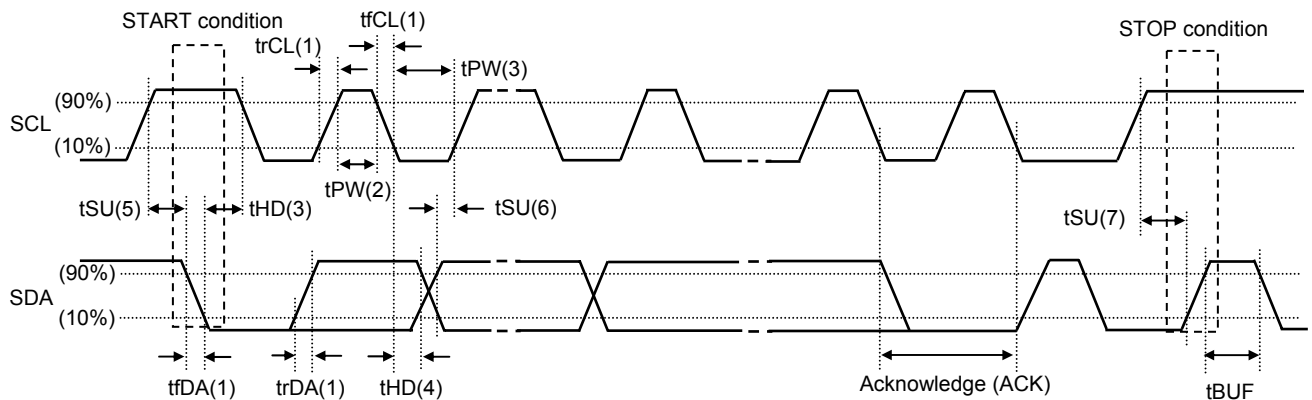 START condition
tfCL(1)
STOP condition
trCL(1)
tPW(3)
(90%)
SCL
(10%)
tPW(2)
tSU(5)
tHD(3)
tSU(6)
tSU(7)
(90%)
SDA
(10%)
tfDA(1)
trDA(1)
tHD(4)
Acknowledge (ACK)
tBUF